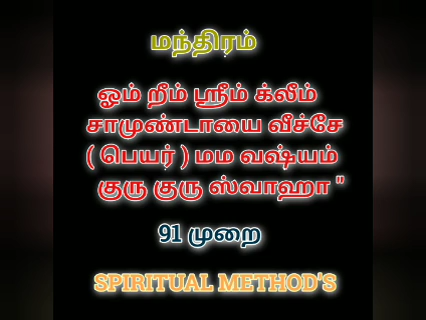 மந்திரம்
ஓம் றீம் ஸ்ரீம் க்லீம்
சாமுண்டாயை வீச்சே
( பெயர் ) மம வஷ்யம்
குரு குரு ஸ்வாஹா "
91 முறை
SPIRITUAL METHOD'S